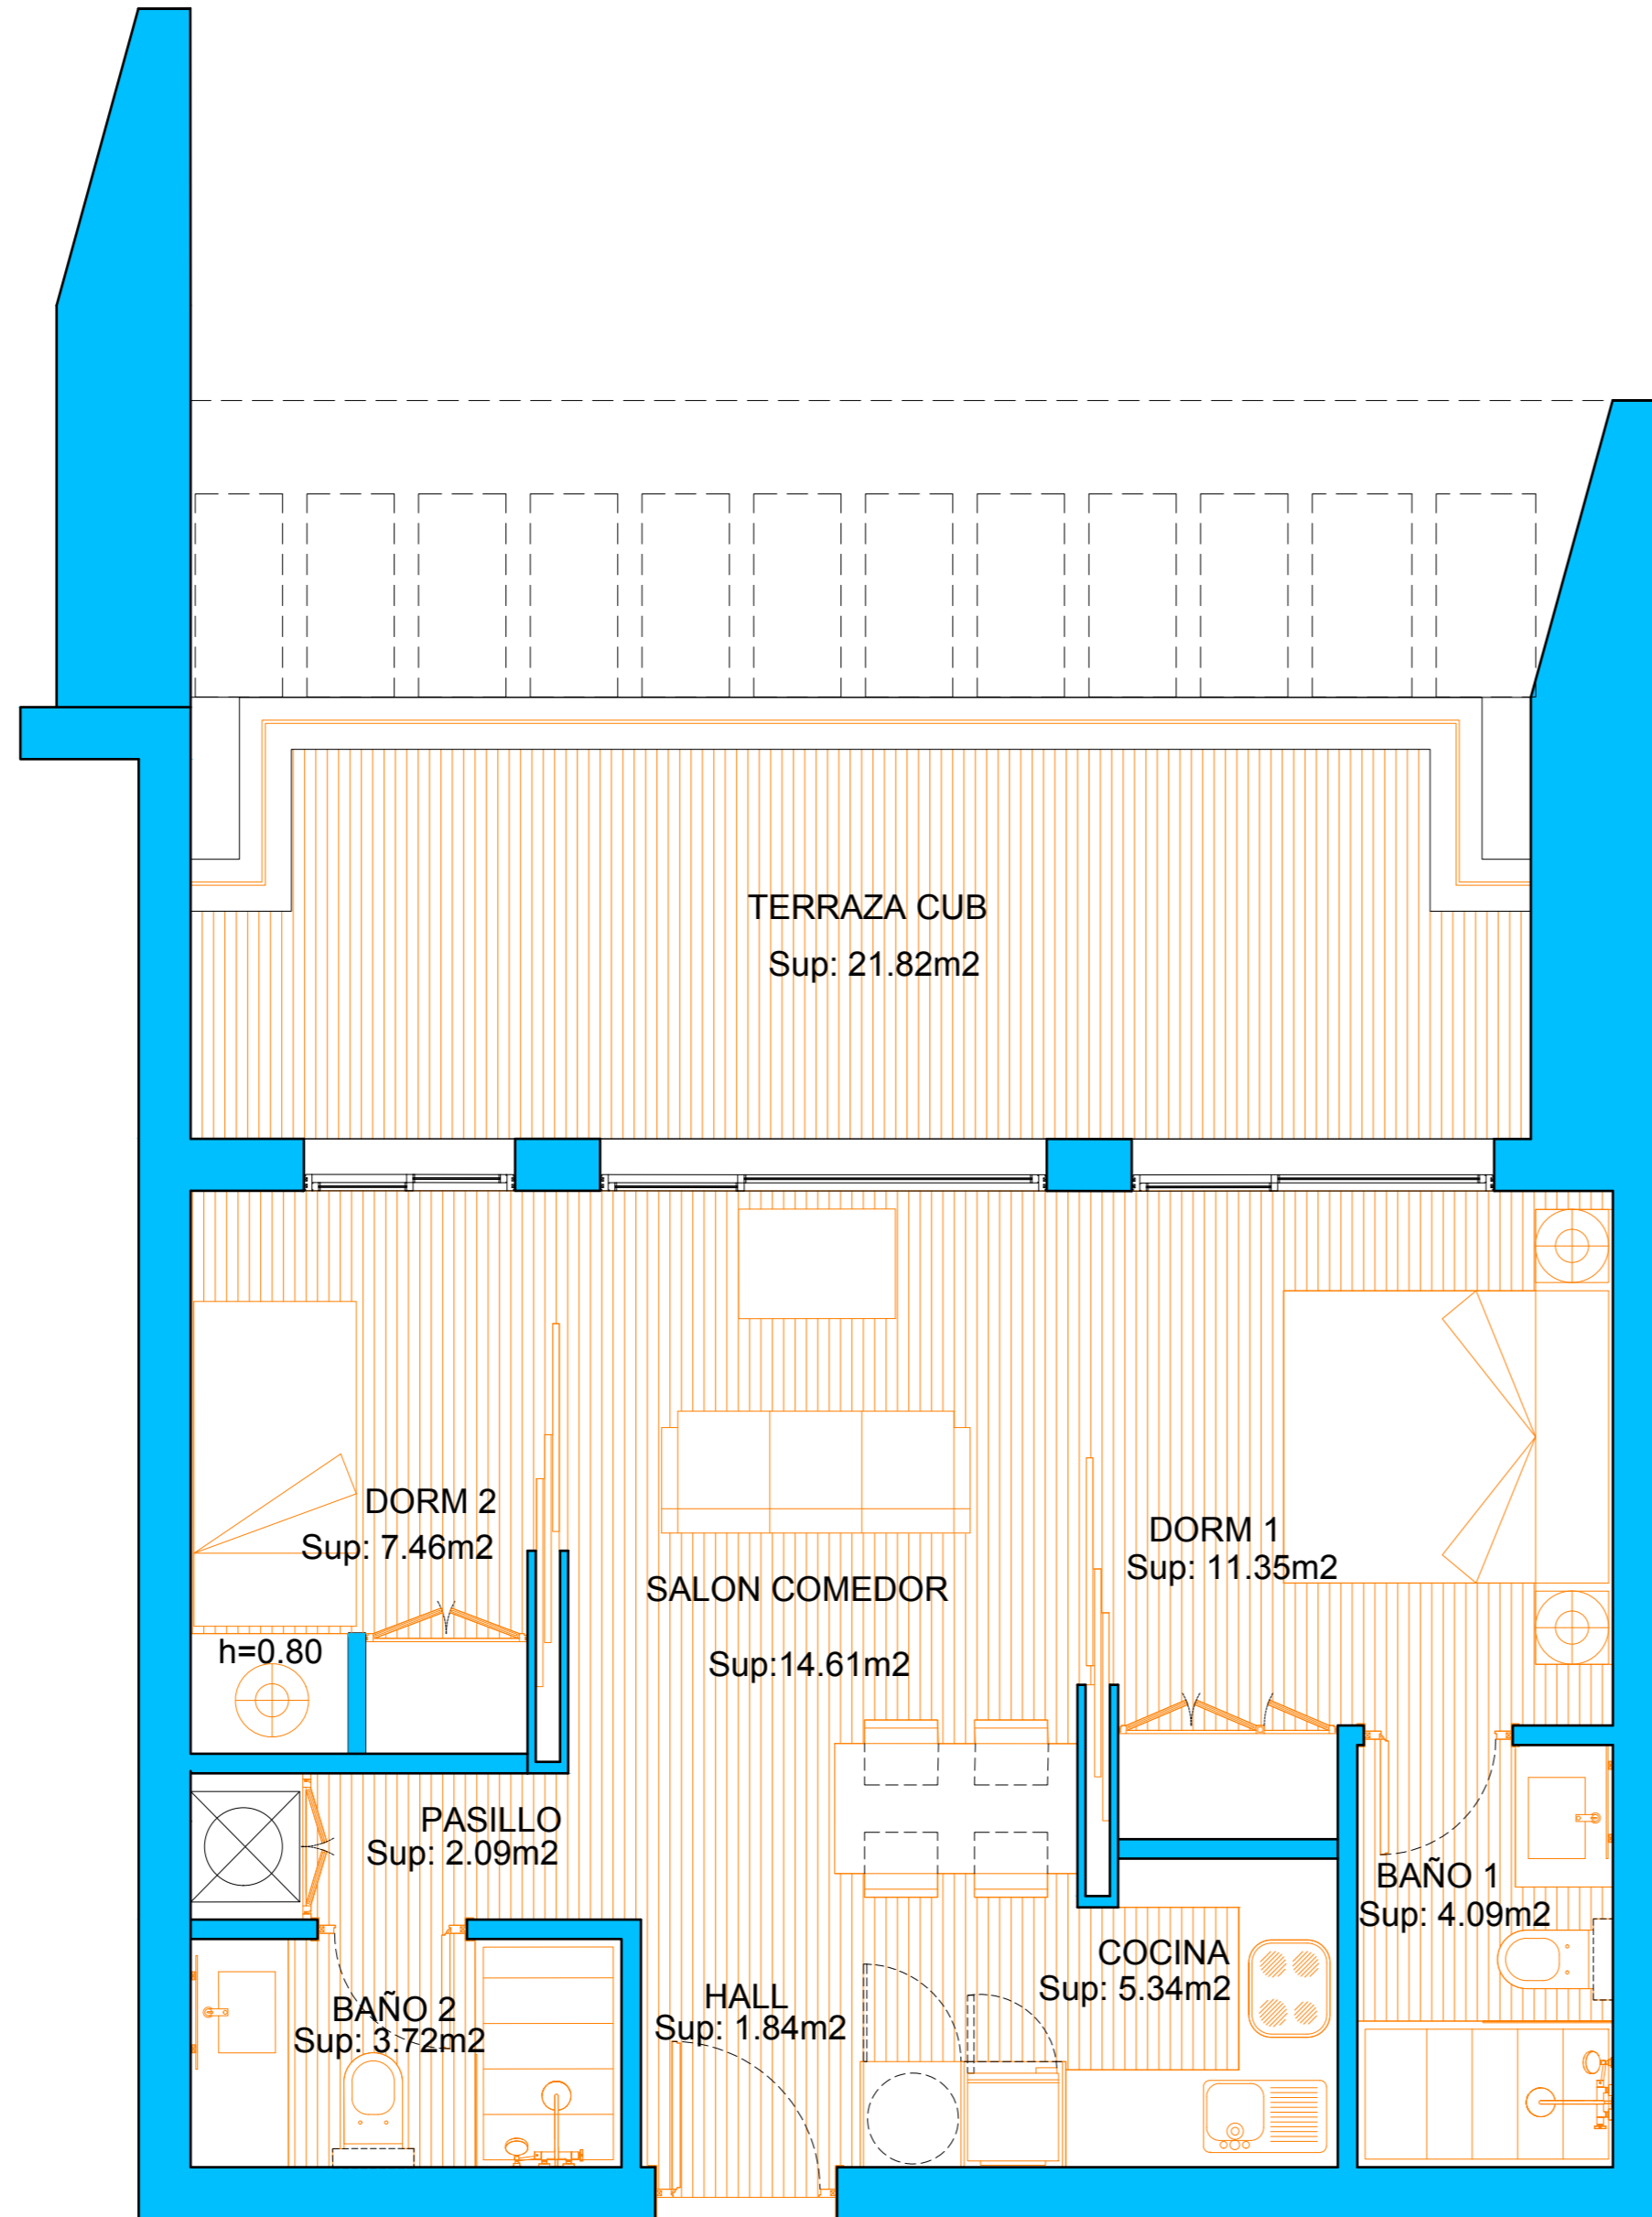 TERRAZA CUB
Sup: 21.82m2
DORM 2
Sup: 7.46m2
DORM 1
Sup: 11.35m2
SALON COMEDOR
Sup:14.61m2
h=0.80
PASILLO
Sup: 2.09m2
BAÑO 1
Sup: 4.09m2
COCINA
Sup: 5.34m2
HALL
Sup: 1.84m2
BAÑO 2
Sup: 3.72m2